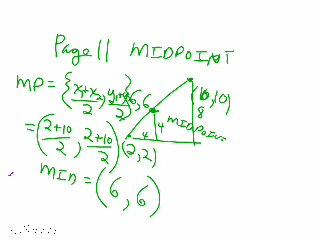 Page 11 MIDPOINT
MP = {x₁+x₂/2, y₁+y₂/2} 6,6
(10,10)
8
MIDPOINT
4
4
(2,2)
= (2+10/2, 2+10/2)
MID = (6, 6)